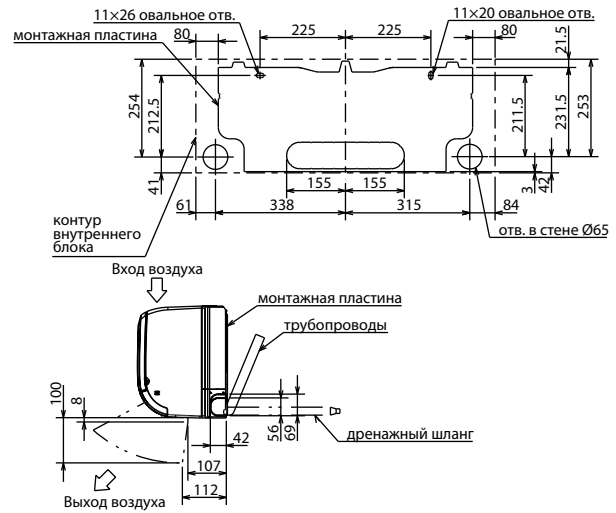 11×26 овальное отв.
11×20 овальное отв.
80
225
225
80
монтажная пластина
21.5
254
212.5
211.5
231.5
253
41
155
155
3
42
61
338
315
84
контур
внутреннего
блока
отв. в стене Ø65
Вход воздуха
монтажная пластина
трубопроводы
100
8
56
69
42
дренажный шланг
107
112
Выход воздуха